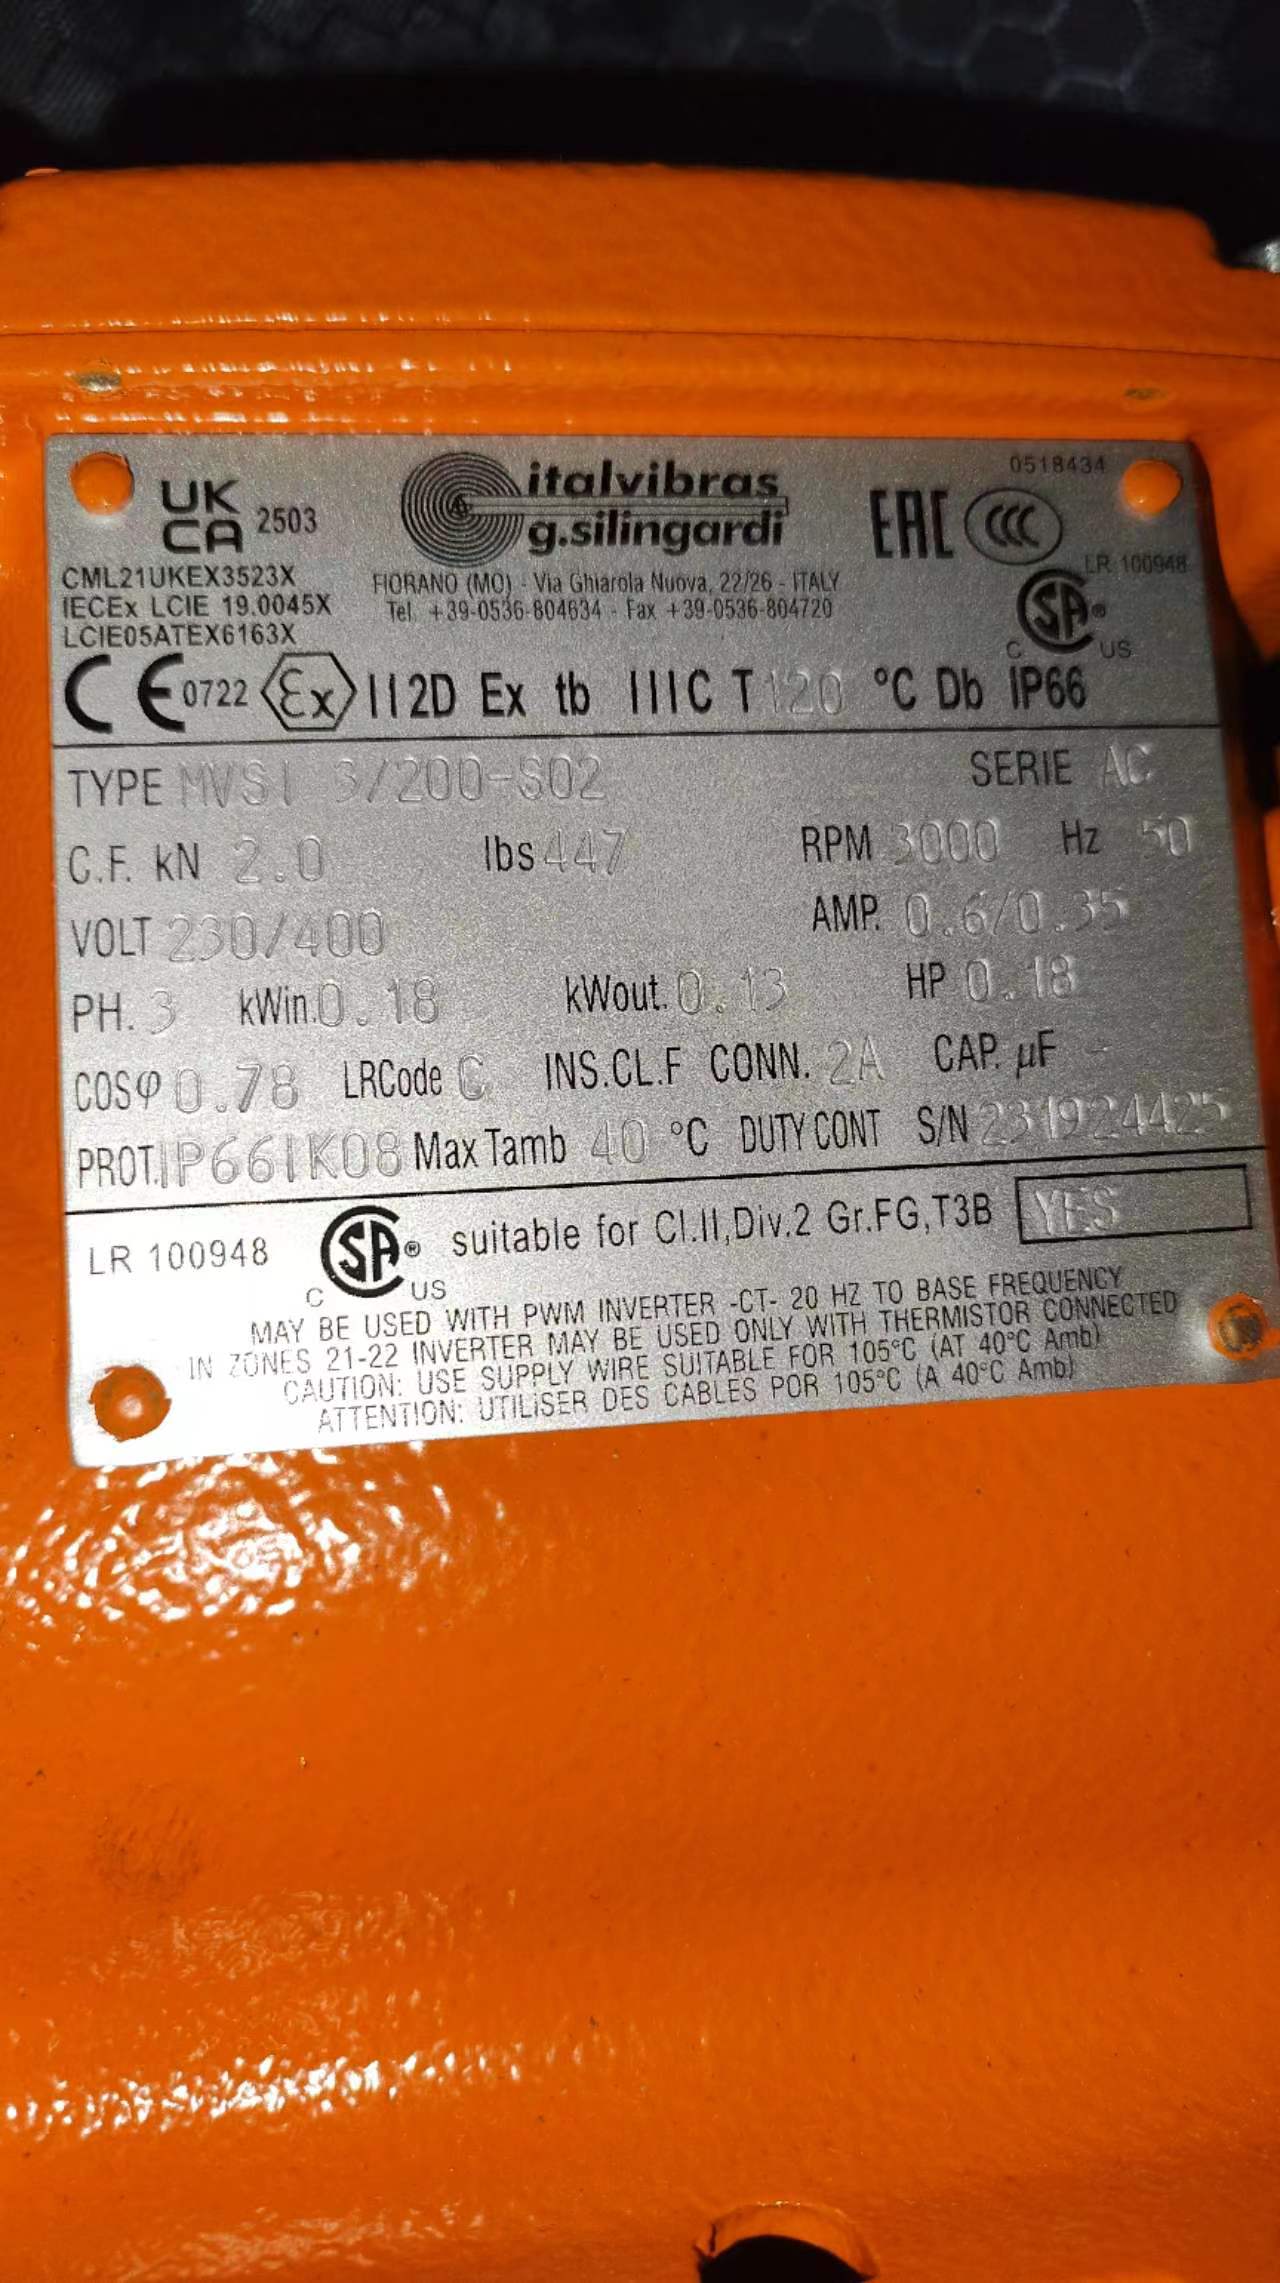 0518434
UK CA 2503
italvibras
g.silingardi
EAC CCC
CML21UKEX3523X
IECEx LCIE 19.0045X
LCIE05ATEX6163X
FIORANO (MO) - Via Ghiarola Nuova, 22/26 - ITALY
Tel. +39-0536-804634 - Fax +39-0536-804720
LR 100948
C SA ® US
CE 0722 Ex II2D Ex tb IIIC T120 °C Db IP66
TYPE MVSI 3/200-S02 SERIE AC
C.F. kN 2.0 lbs 447 RPM 3000 Hz 50
VOLT 230/400 AMP. 0.6/0.35
PH. 3 kWin. 0.18 kWout. 0.13 HP 0.18
COSφ 0.78 LRCode C INS.CL.F CONN. 2A CAP. µF -
PROT. IP66IK08 Max Tamb 40 °C DUTY CONT S/N 231924425
LR 100948 C SA ® US suitable for Cl.II,Div.2 Gr.FG,T3B YES
MAY BE USED WITH PWM INVERTER -CT- 20 HZ TO BASE FREQUENCY
IN ZONES 21-22 INVERTER MAY BE USED ONLY WITH THERMISTOR CONNECTED
CAUTION: USE SUPPLY WIRE SUITABLE FOR 105°C (AT 40°C Amb)
ATTENTION: UTILISER DES CABLES POR 105°C (A 40°C Amb)